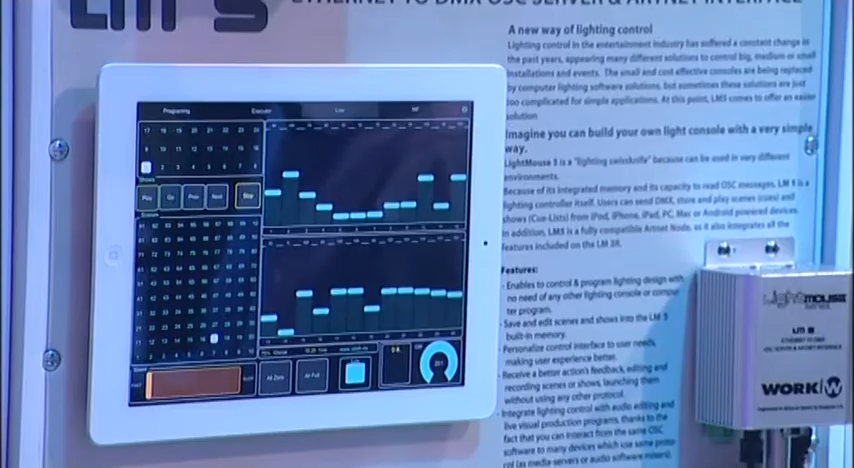 LM 5
ETHERNET TO DMX OSC SERVER & ARTNET INTERFACE
A new way of lighting control
Lighting control in the entertainment industry has suffered a constant change in
the past years, appearing many different solutions to control big, medium or small
installations and events. The small and cost effective consoles are being replaced
by computer lighting software solutions, but sometimes these solutions are just
too complicated for simple applications. At this point, LM5 comes to offer an easier
solution
Imagine you can build your own light console with a very simple
way.
LightMouse 5 is a "lighting swissknife" because can be used in very different
environments.
Because of its integrated memory and its capacity to read OSC messages, LM 5 is a
lighting controller itself. Users can send DMX, store and play scenes (cues) and
shows (Cue-Lists) from iPod, iPhone, iPad, PC, Mac or Android powered devices.
In addition, LM5 is a fully compatible Artnet Node, as it also integrates all the
features included on the LM 3R.
Features:
- Enables to control & program lighting design with
no need of any other lighting console or compu-
ter program.
- Save and edit scenes and shows into the LM 5
built-in memory.
- Personalize control interface to user needs,
making user experience better.
- Receive a better action's feedback, editing and
recording scenes or shows, launching them
without using any other protocol.
- Integrate lighting control with audio editing and
live visual production programs, thanks to the
fact that you can interact from the same OSC
software to many devices which use same proto-
col (as media-servers or audio software mixers).
Programing Executor Live
Shows
Play Go Prev Next Stop
Scenes
All Zero All Full
Lightmouse
series
LM 5
WORK